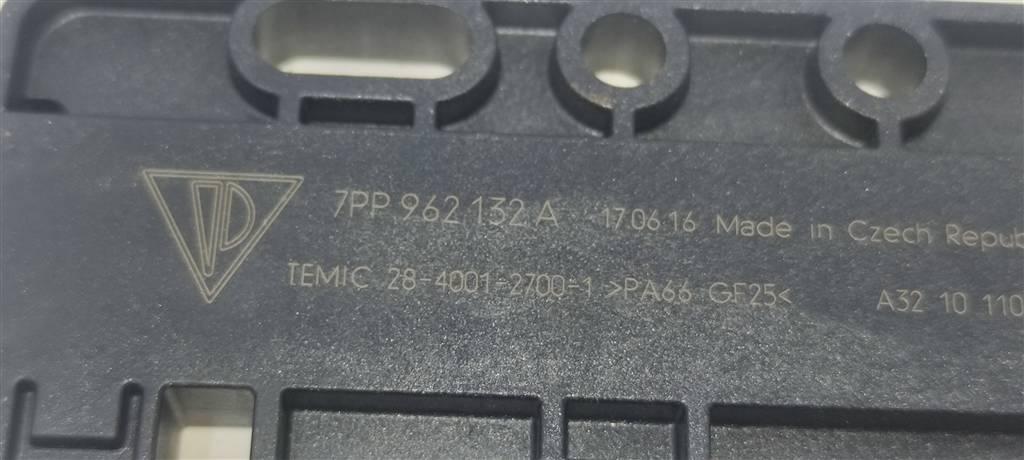 7PP 962 132 A 17.06.16 Made in Czech Repub
TEMIC 28-4001-2700-1 >PA66 GF25< A32 10 110